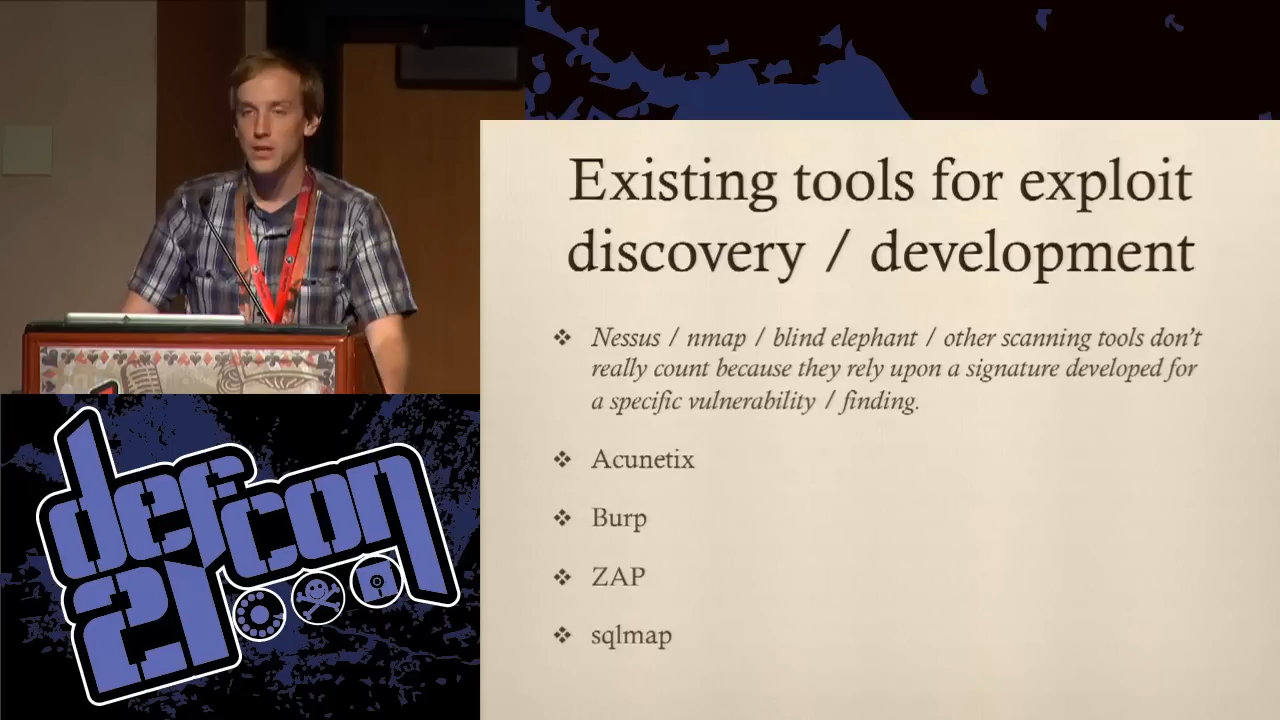 Existing tools for exploit
discovery / development
❖ Nessus / nmap / blind elephant / other scanning tools don't
really count because they rely upon a signature developed for
a specific vulnerability / finding.
❖ Acunetix
❖ Burp
❖ ZAP
❖ sqlmap
defcon
21